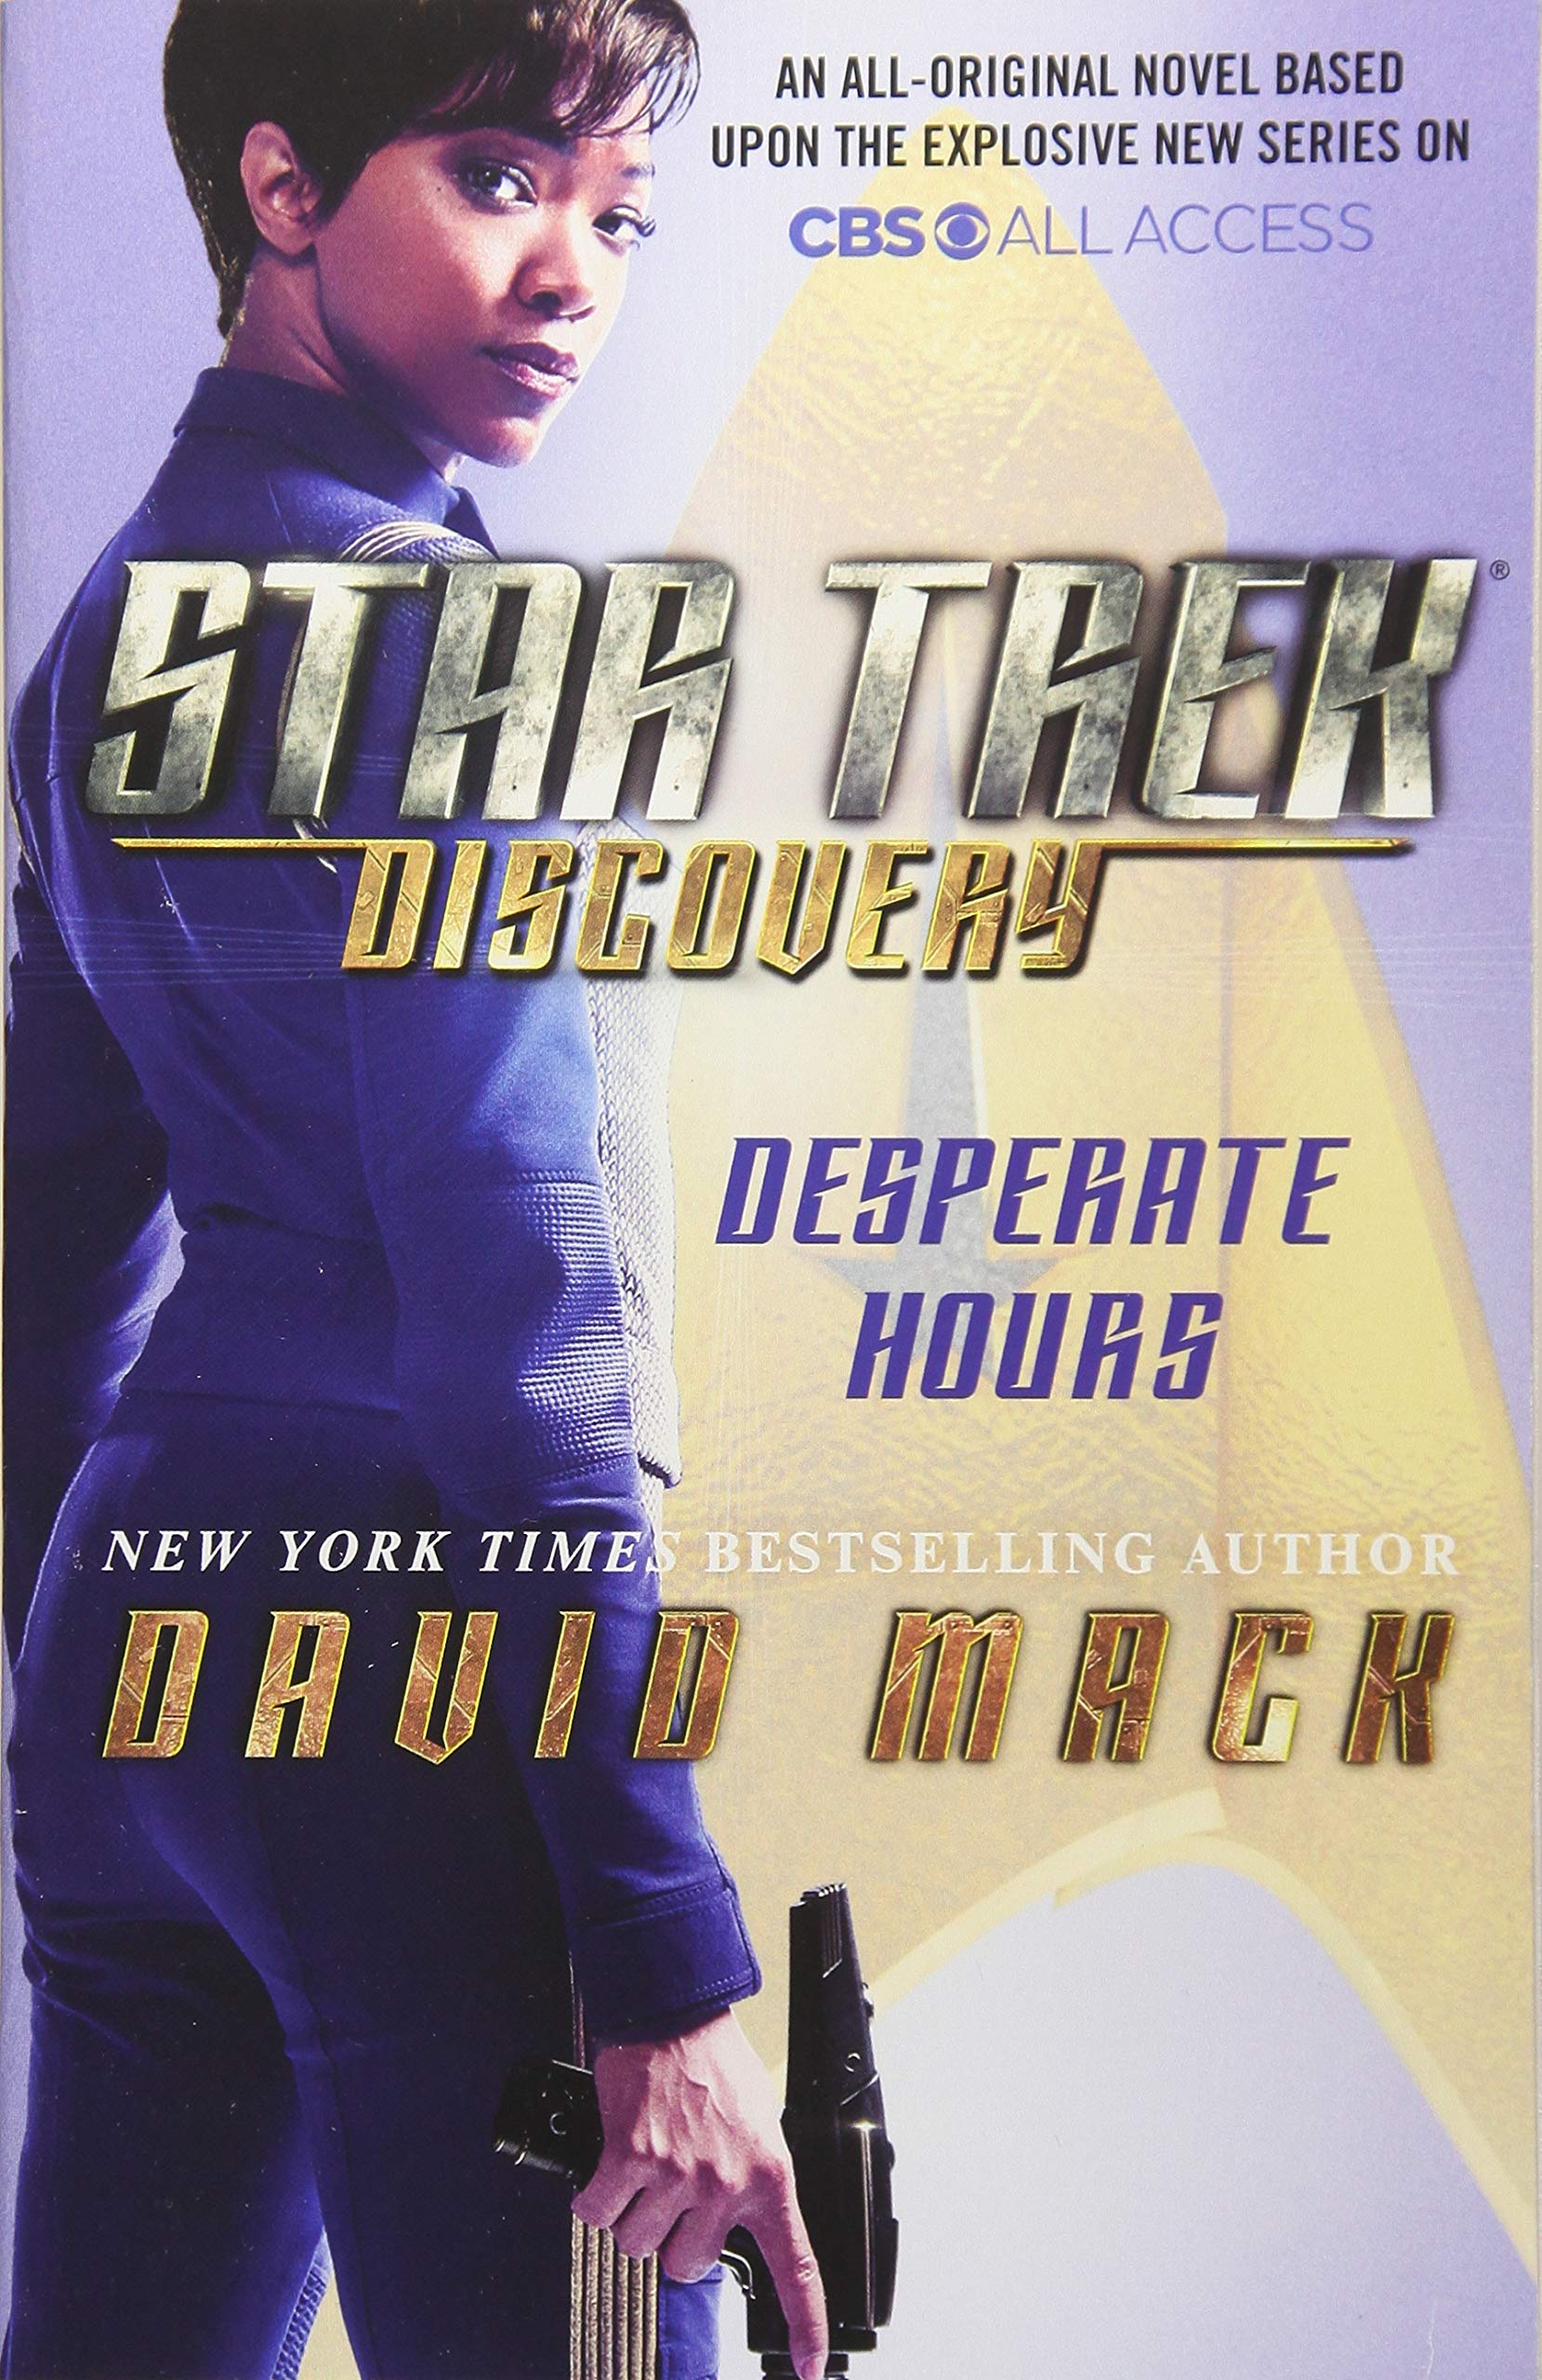 AN ALL-ORIGINAL NOVEL BASED
UPON THE EXPLOSIVE NEW SERIES ON
CBS ALL ACCESS
STAR TREK®
DISCOVERY
DESPERATE
HOURS
NEW YORK TIMES BESTSELLING AUTHOR
DAVID MACK